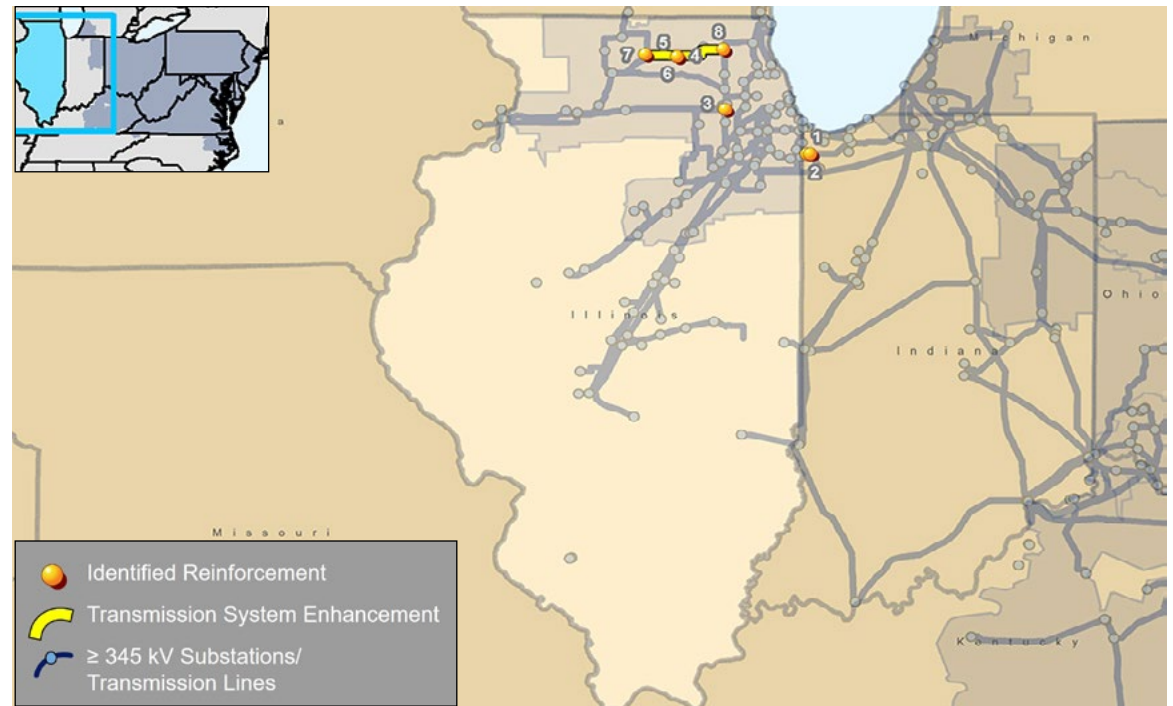 Michigan
a
5
8
7
4
6
3
1
2
Ohio
Illinois
Indiana
Missouri
Kentucky
Identified Reinforcement
Transmission System Enhancement
≥ 345 kV Substations/
Transmission Lines